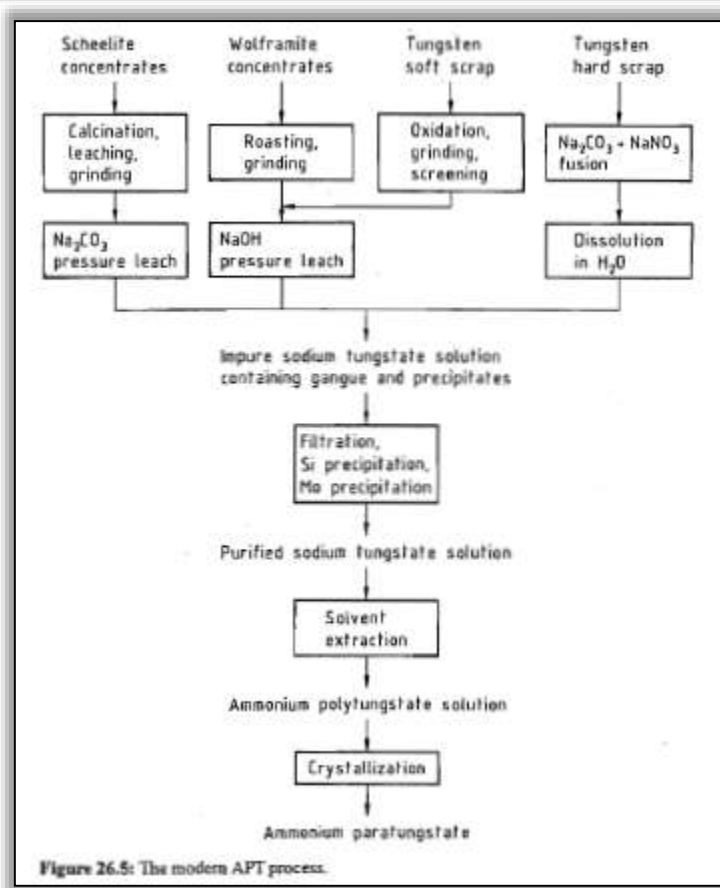 Scheelite
concentrates
Wolframite
concentrates
Tungsten
soft scrap
Tungsten
hard scrap
Calcination,
leaching,
grinding
Roasting,
grinding
Oxidation,
grinding,
screening
Na₂CO₃ + NaNO₃
fusion
Na₂CO₃
pressure leach
NaOH
pressure leach
Dissolution
in H₂O
Impure sodium tungstate solution
containing gangue and precipitates
Filtration,
Si precipitation,
Mo precipitation
Purified sodium tungstate solution
Solvent
extraction
Ammonium polytungstate solution
Crystallization
Ammonium paratungstate
Figure 26.5: The modern APT process.